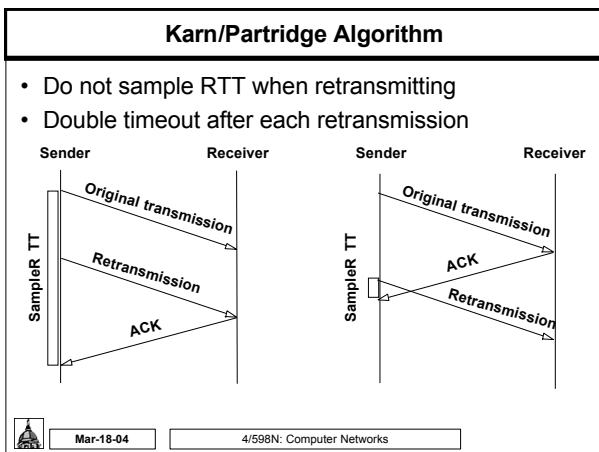 Karn/Partridge Algorithm
• Do not sample RTT when retransmitting
• Double timeout after each retransmission
Sender
Receiver
Sender
Receiver
SampleR TT
Original transmission
Retransmission
ACK
SampleR TT
Original transmission
ACK
Retransmission
Mar-18-04
4/598N: Computer Networks